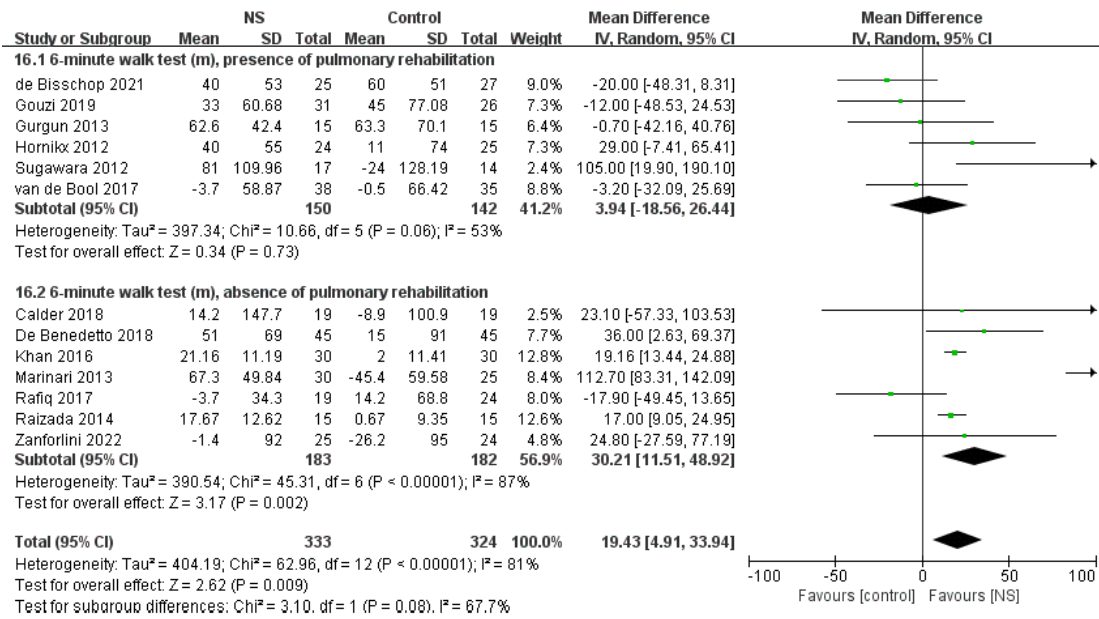 NS Control Mean Difference Mean Difference
Study or Subgroup Mean SD Total Mean SD Total Weight IV, Random, 95% CI IV, Random, 95% CI
16.1 6-minute walk test (m), presence of pulmonary rehabilitation
de Bisschop 2021 40 53 25 60 51 27 9.0% -20.00 [-48.31, 8.31]
Gouzi 2019 33 60.68 31 45 77.08 26 7.3% -12.00 [-48.53, 24.53]
Gurgun 2013 62.6 42.4 15 63.3 70.1 15 6.4% -0.70 [-42.16, 40.76]
Hornikx 2012 40 55 24 11 74 25 7.3% 29.00 [-7.41, 65.41]
Sugawara 2012 81 109.96 17 -24 128.19 14 2.4% 105.00 [19.90, 190.10]
van de Bool 2017 -3.7 58.87 38 -0.5 66.42 35 8.8% -3.20 [-32.09, 25.69]
Subtotal (95% CI) 150 142 41.2% 3.94 [-18.56, 26.44]
Heterogeneity: Tau² = 397.34; Chi² = 10.66, df = 5 (P = 0.06); I² = 53%
Test for overall effect: Z = 0.34 (P = 0.73)
16.2 6-minute walk test (m), absence of pulmonary rehabilitation
Calder 2018 14.2 147.7 19 -8.9 100.9 19 2.5% 23.10 [-57.33, 103.53]
De Benedetto 2018 51 69 45 15 91 45 7.7% 36.00 [2.63, 69.37]
Khan 2016 21.16 11.19 30 2 11.41 30 12.8% 19.16 [13.44, 24.88]
Marinari 2013 67.3 49.84 30 -45.4 59.58 25 8.4% 112.70 [83.31, 142.09]
Rafiq 2017 -3.7 34.3 19 14.2 68.8 24 8.0% -17.90 [-49.45, 13.65]
Raizada 2014 17.67 12.62 15 0.67 9.35 15 12.6% 17.00 [9.05, 24.95]
Zanforlini 2022 -1.4 92 25 -26.2 95 24 4.8% 24.80 [-27.59, 77.19]
Subtotal (95% CI) 183 182 56.9% 30.21 [11.51, 48.92]
Heterogeneity: Tau² = 390.54; Chi² = 45.31, df = 6 (P < 0.00001); I² = 87%
Test for overall effect: Z = 3.17 (P = 0.002)
Total (95% CI) 333 324 100.0% 19.43 [4.91, 33.94]
Heterogeneity: Tau² = 404.19; Chi² = 62.96, df = 12 (P < 0.00001); I² = 81%
Test for overall effect: Z = 2.62 (P = 0.009)
Test for subgroup differences: Chi² = 3.10, df = 1 (P = 0.08), I² = 67.7%
-100 -50 0 50 100
Favours [control] Favours [NS]